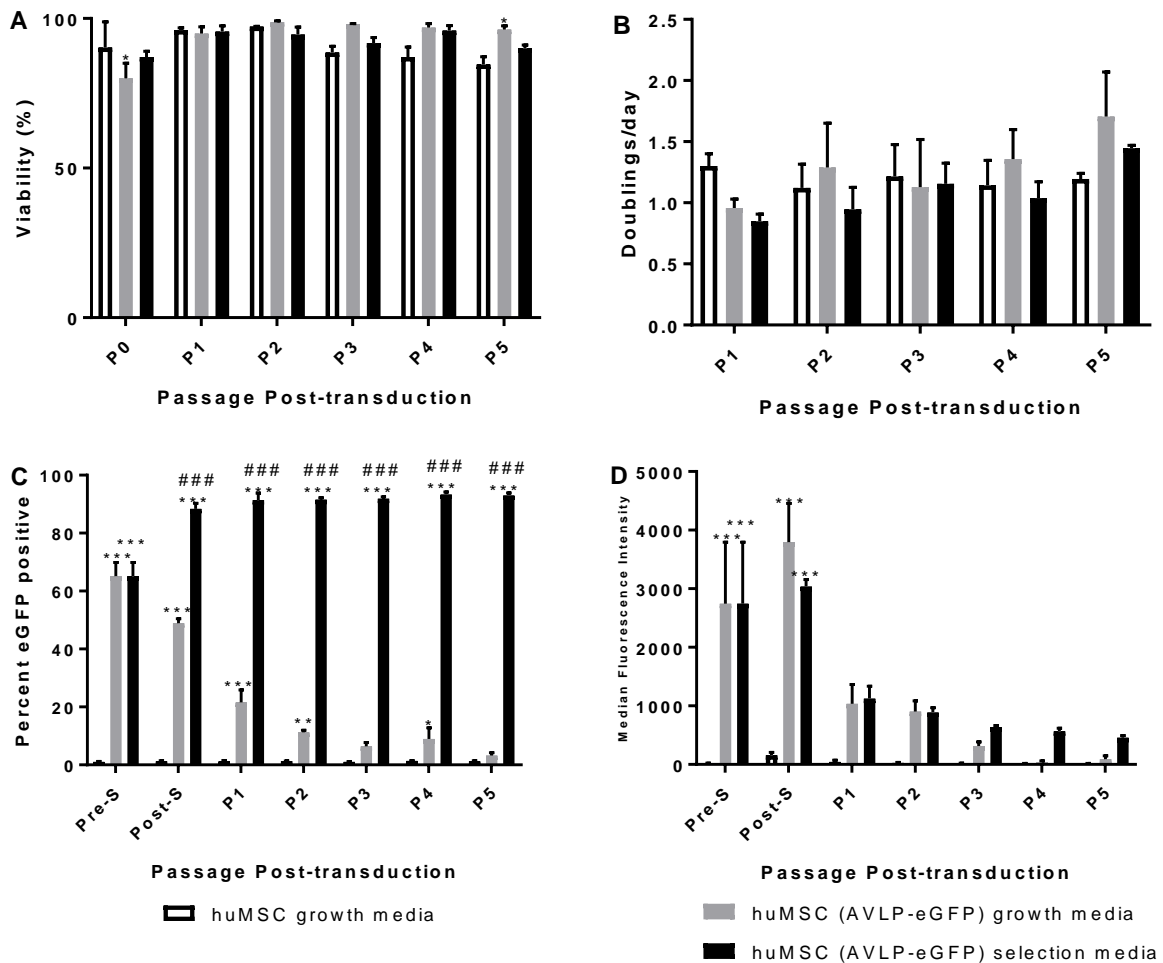 A
Viability (%)
100
50
0
*
*
P0
P1
P2
P3
P4
P5
Passage Post-transduction
B
Doublings/day
2.5
2.0
1.5
1.0
0.5
0.0
P1
P2
P3
P4
P5
Passage Post-transduction
C
Percent eGFP positive
100
80
60
40
20
0
###
###
###
###
###
###
***
***
***
***
***
***
***
***
***
***
**
*
Pre-S
Post-S
P1
P2
P3
P4
P5
Passage Post-transduction
D
Median Fluorescence Intensity
5000
4000
3000
2000
1000
0
***
***
***
***
Pre-S
Post-S
P1
P2
P3
P4
P5
Passage Post-transduction
huMSC growth media
huMSC (AVLP-eGFP) growth media
huMSC (AVLP-eGFP) selection media